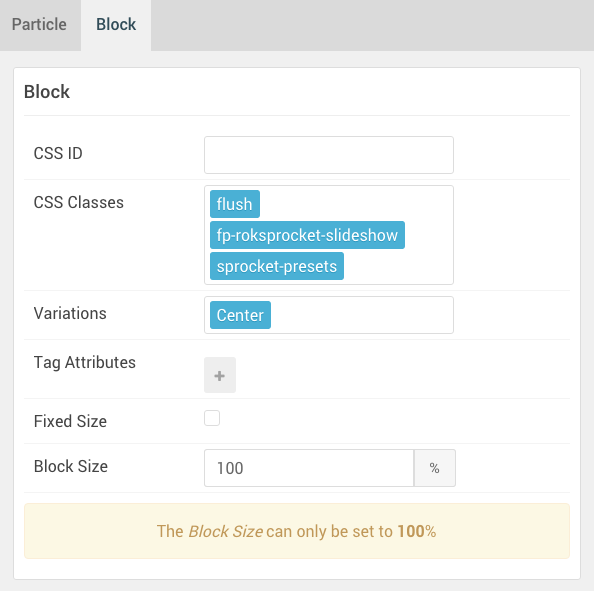 Particle Block
Block
CSS ID
CSS Classes flush
fp-roksprocket-slideshow
sprocket-presets
Variations Center
Tag Attributes +
Fixed Size
Block Size 100 %
The Block Size can only be set to 100%